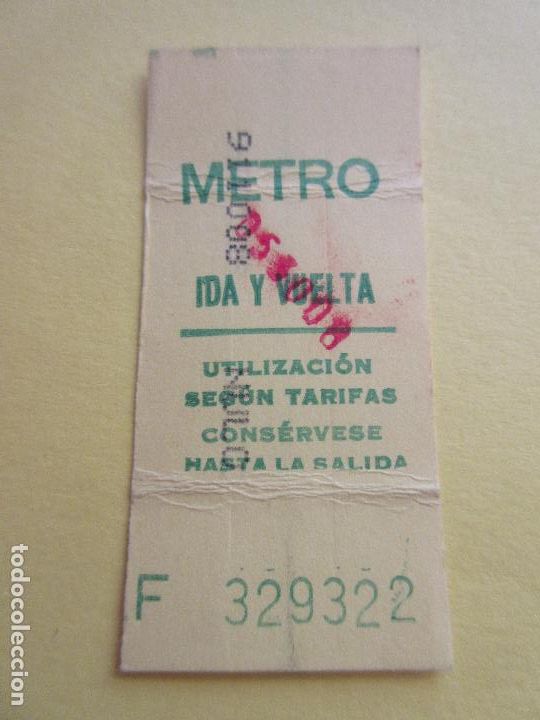 METRO
IDA Y VUELTA
UTILIZACIÓN
SEGÚN TARIFAS
CONSÉRVESE
HASTA LA SALIDA
F 329322
todocoleccion